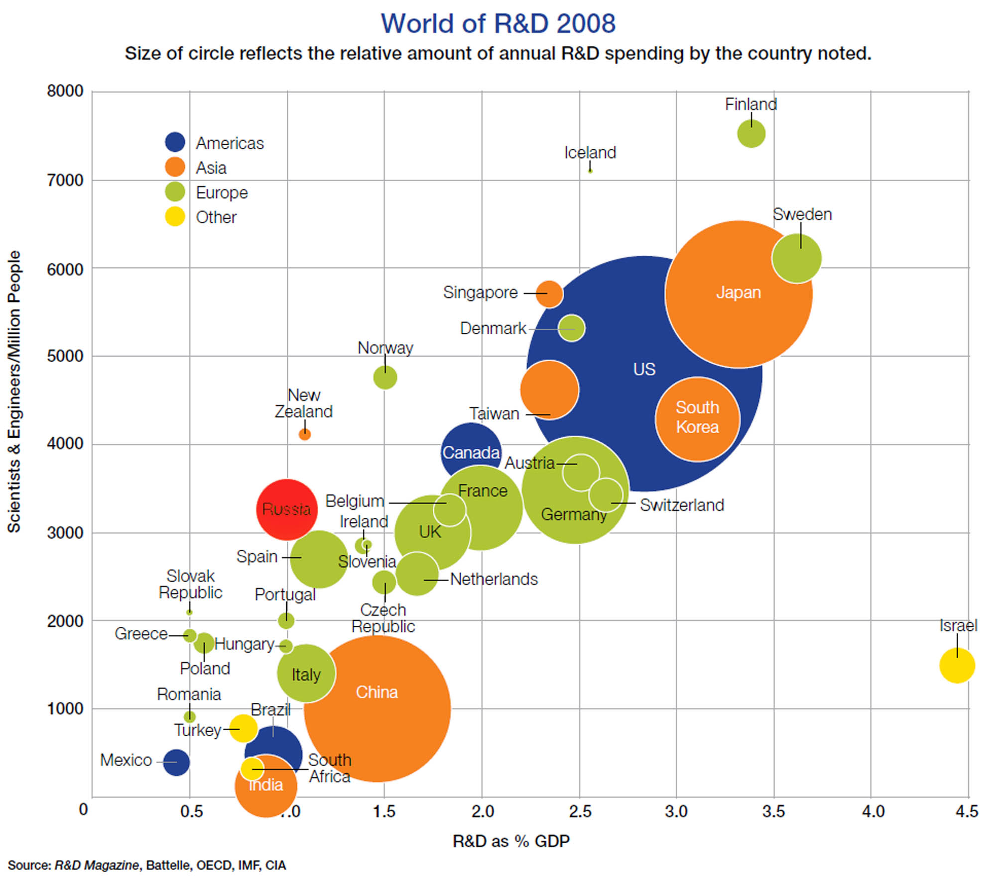 World of R&D 2008
Size of circle reflects the relative amount of annual R&D spending by the country noted.
8000
7000
6000
5000
4000
3000
2000
1000
0
Scientists & Engineers/Million People
Americas
Asia
Europe
Other
Finland
Iceland
Sweden
Singapore
Japan
Denmark
Norway
US
New
Zealand
Taiwan
South
Korea
Canada
Austria
France
Belgium
Russia
Switzerland
Germany
Ireland
UK
Spain
Slovenia
Netherlands
Slovak
Republic
Portugal
Czech
Republic
Israel
Greece
Hungary
Poland
Italy
China
Romania
Brazil
Turkey
Mexico
South
Africa
India
0.5
.0
1.5
2.0
2.5
3.0
3.5
4.0
4.5
R&D as % GDP
Source: R&D Magazine, Battelle, OECD, IMF, CIA